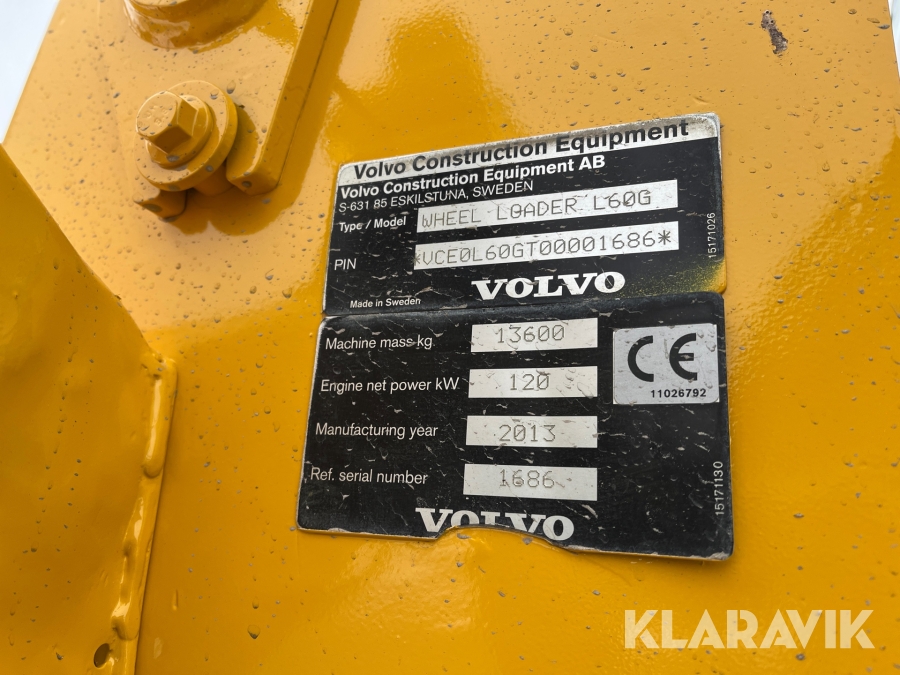 Volvo Construction Equipment
Volvo Construction Equipment AB
S-631 85 ESKILSTUNA, SWEDEN
Type / Model WHEEL LOADER L60G
PIN *VCE0L60GT00001686*
VOLVO
Made in Sweden
15171026
Machine mass kg. 13600
Engine net power kW 120
Manufacturing year 2013
Ref. serial number 1686
CE
11026792
VOLVO
15171130
KLARAVIK